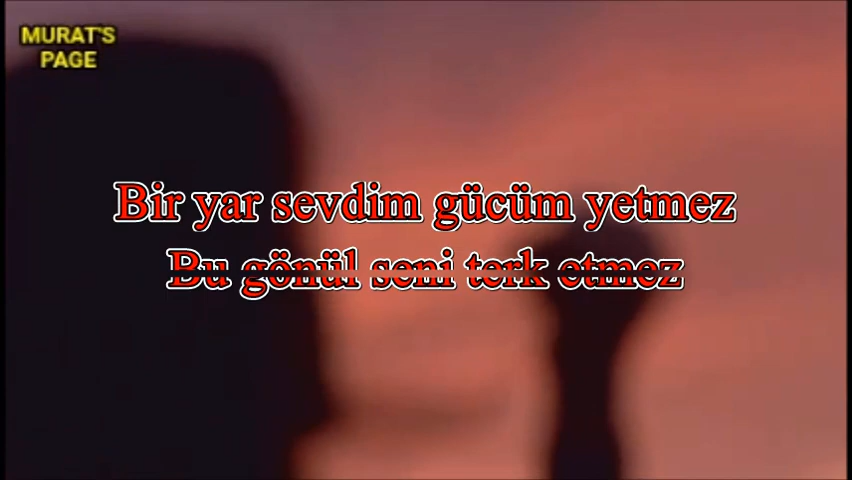 MURAT'S
PAGE
Bir yar sevdim gücüm yetmez
Bu gönül seni terk etmez